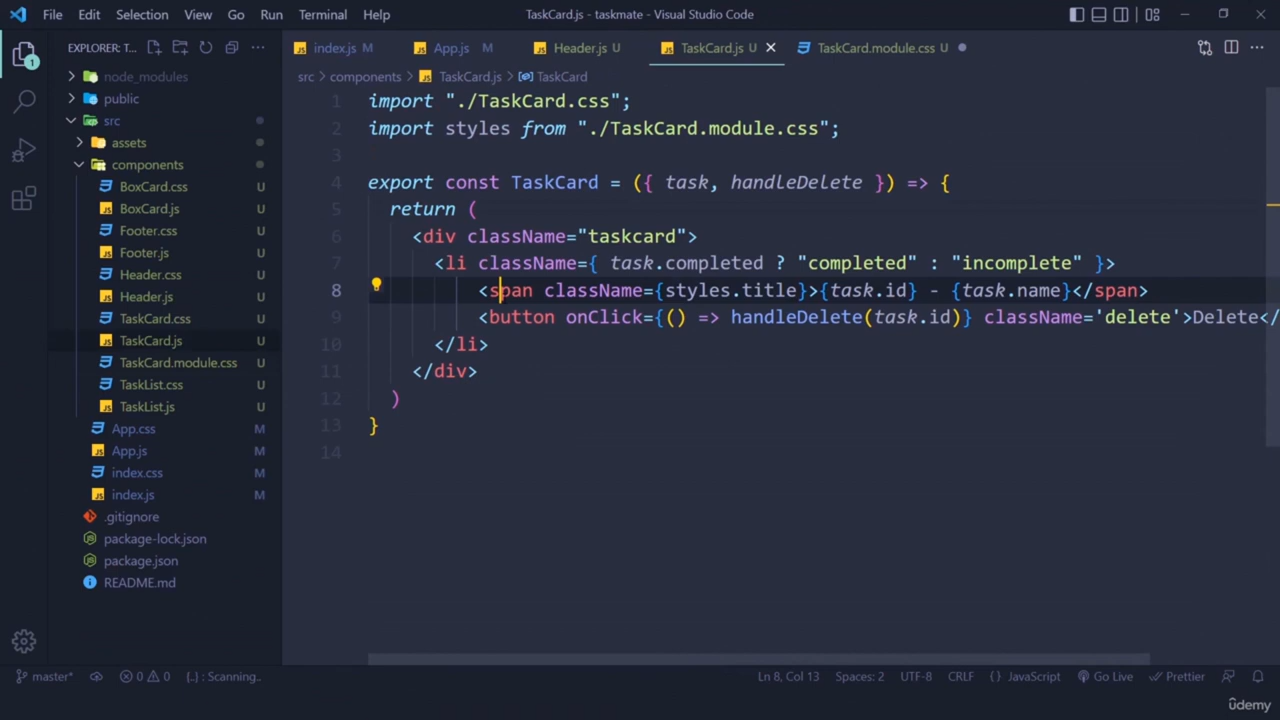 File Edit Selection View Go Run Terminal Help TaskCard.js - taskmate - Visual Studio Code
EXPLORER: T...
index.js M App.js M Header.js U TaskCard.js U TaskCard.module.css U
src > components > TaskCard.js > TaskCard
1
node_modules
public
src
assets
components
BoxCard.css U
BoxCard.js U
Footer.css U
Footer.js U
Header.css U
Header.js U
TaskCard.css U
TaskCard.js U
TaskCard.module.css U
TaskList.css U
TaskList.js U
App.css M
App.js M
index.css M
index.js M
.gitignore
package-lock.json
package.json
README.md
1 import "./TaskCard.css";
2 import styles from "./TaskCard.module.css";
3
4 export const TaskCard = ({ task, handleDelete }) => {
5 return (
6 <div className="taskcard">
7 <li className={ task.completed ? "completed" : "incomplete" }>
8 <span className={styles.title}>{task.id} - {task.name}</span>
9 <button onClick={() => handleDelete(task.id)} className='delete'>Delete</
10 </li>
11 </div>
12 )
13 }
14
master* 0 0 {..} : Scanning.. Ln 8, Col 13 Spaces: 2 UTF-8 CRLF {} JavaScript Go Live Prettier
ûdemy